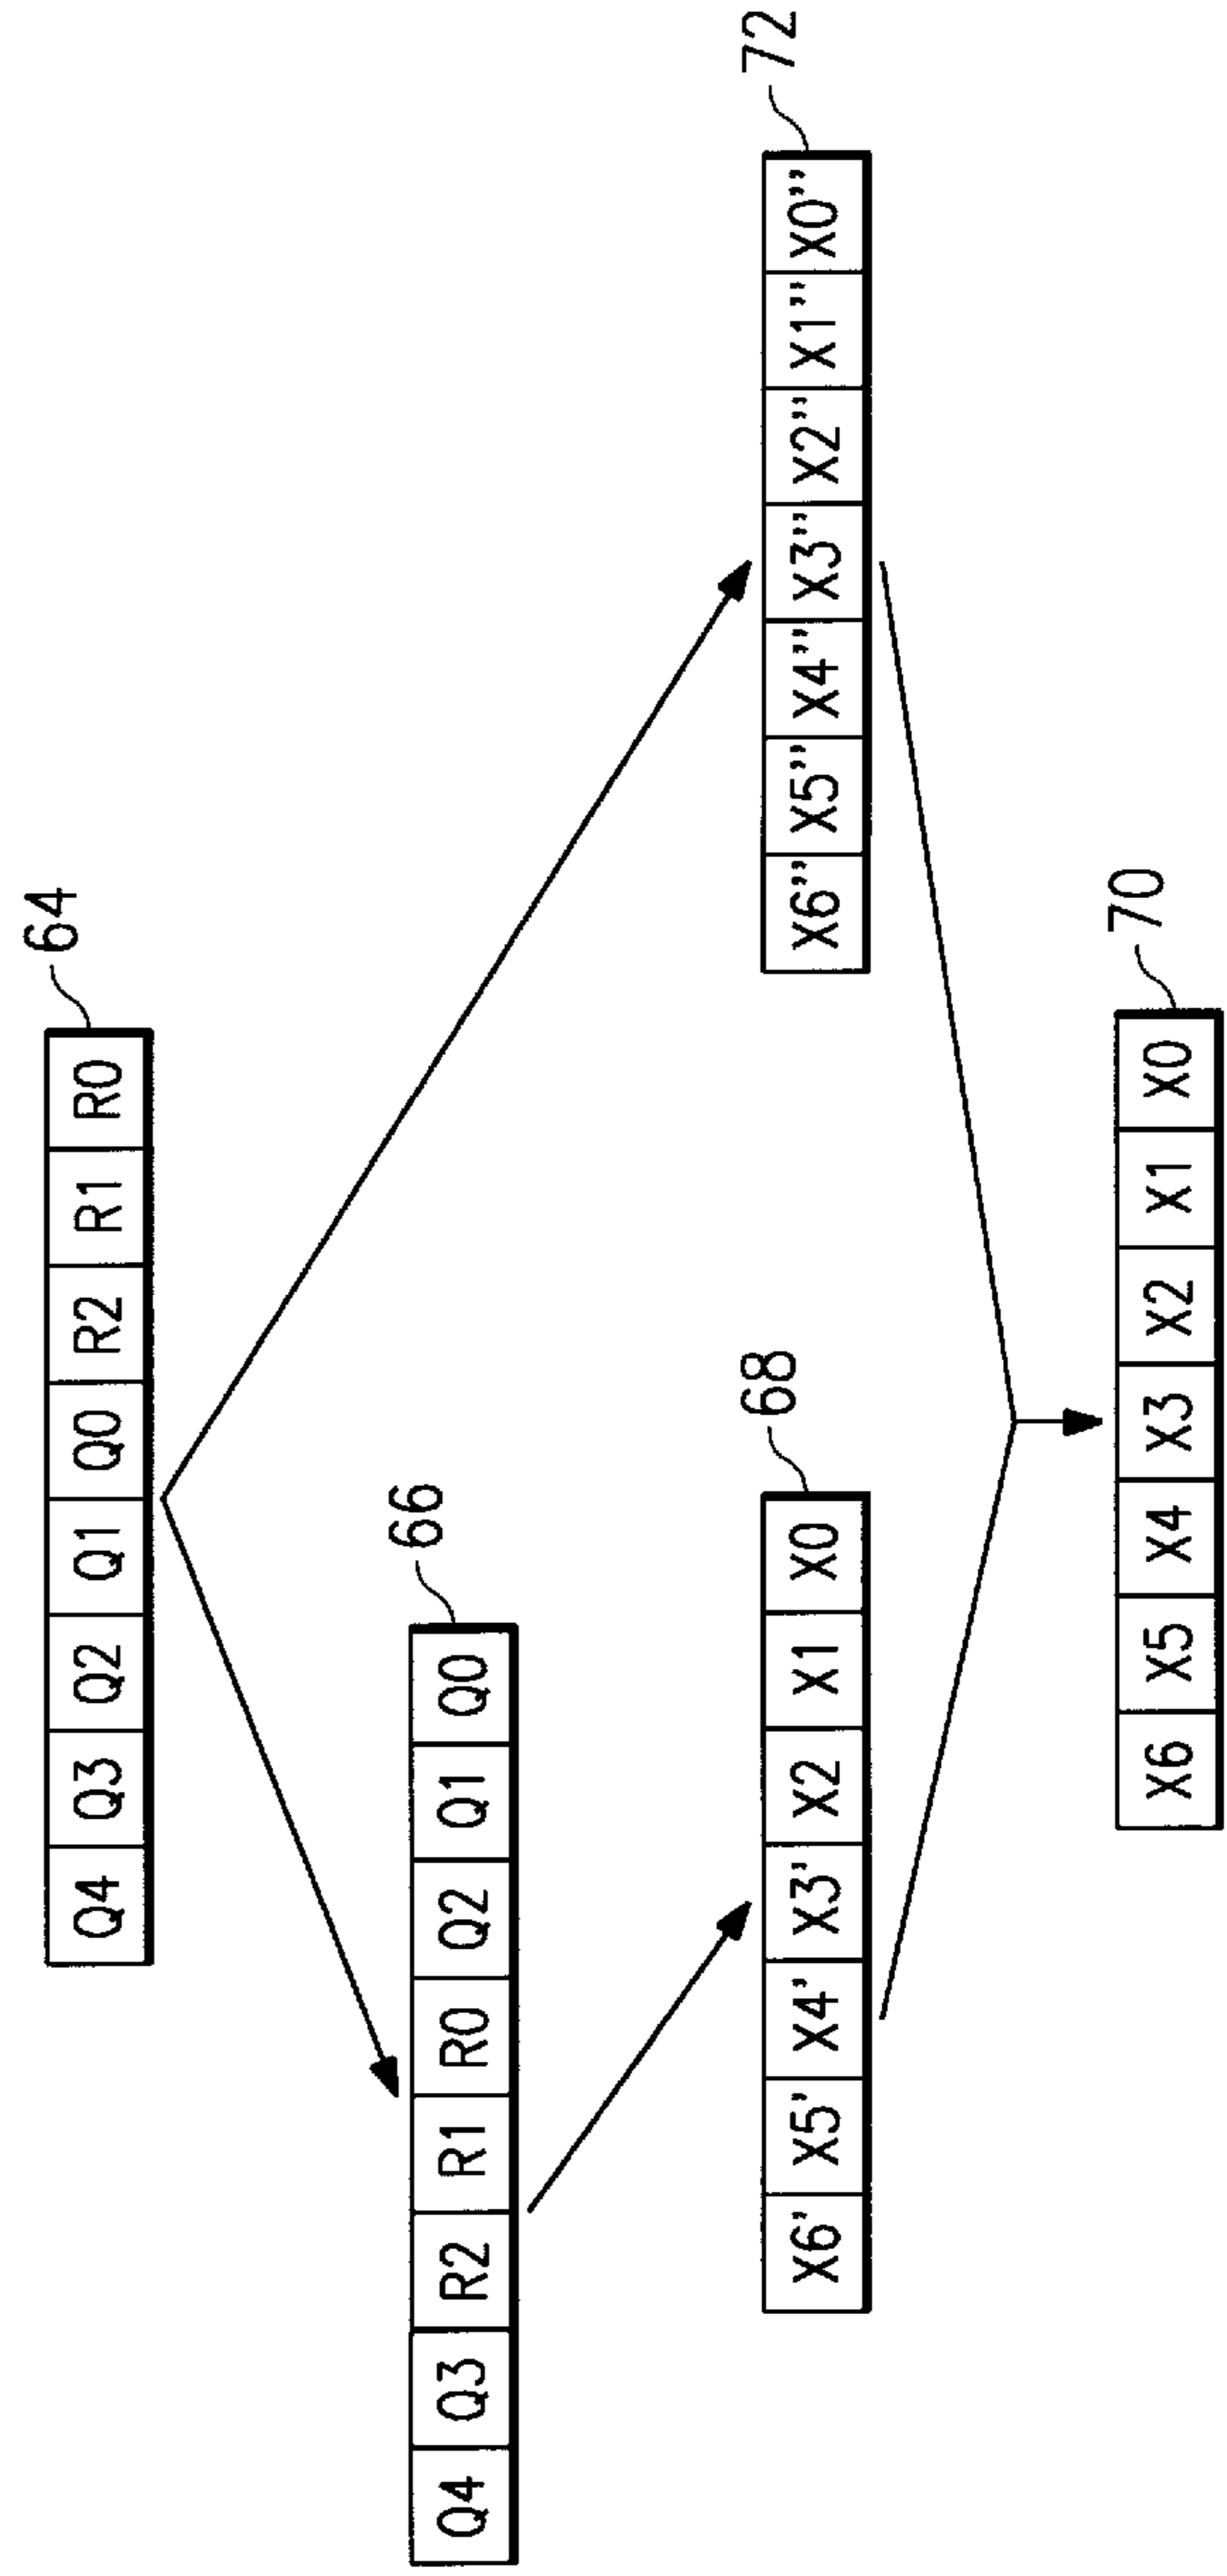 64
Q4 Q3 Q2 Q1 Q0 R2 R1 R0
66
Q4 Q3 R2 R1 R0 Q2 Q1 Q0
68
X6' X5' X4' X3' X2 X1 X0
72
X6" X5" X4" X3" X2" X1" X0"
70
X6 X5 X4 X3 X2 X1 X0